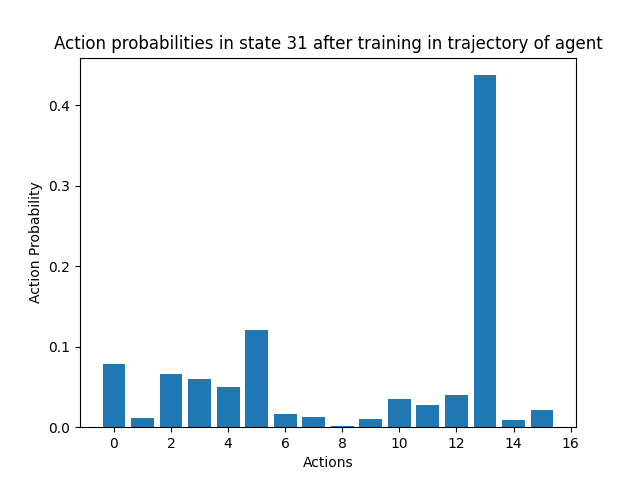 Action probabilities in state 31 after training in trajectory of agent
Action Probability
0.4
0.3
0.2
0.1
0.0
0 2 4 6 8 10 12 14 16
Actions